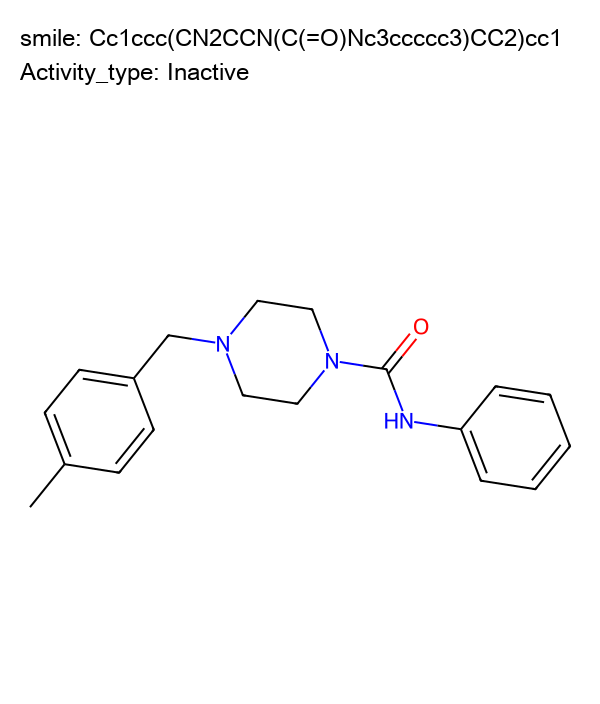 smile: Cc1ccc(CN2CCN(C(=O)Nc3ccccc3)CC2)cc1
Activity_type: Inactive
O
N
N
HN